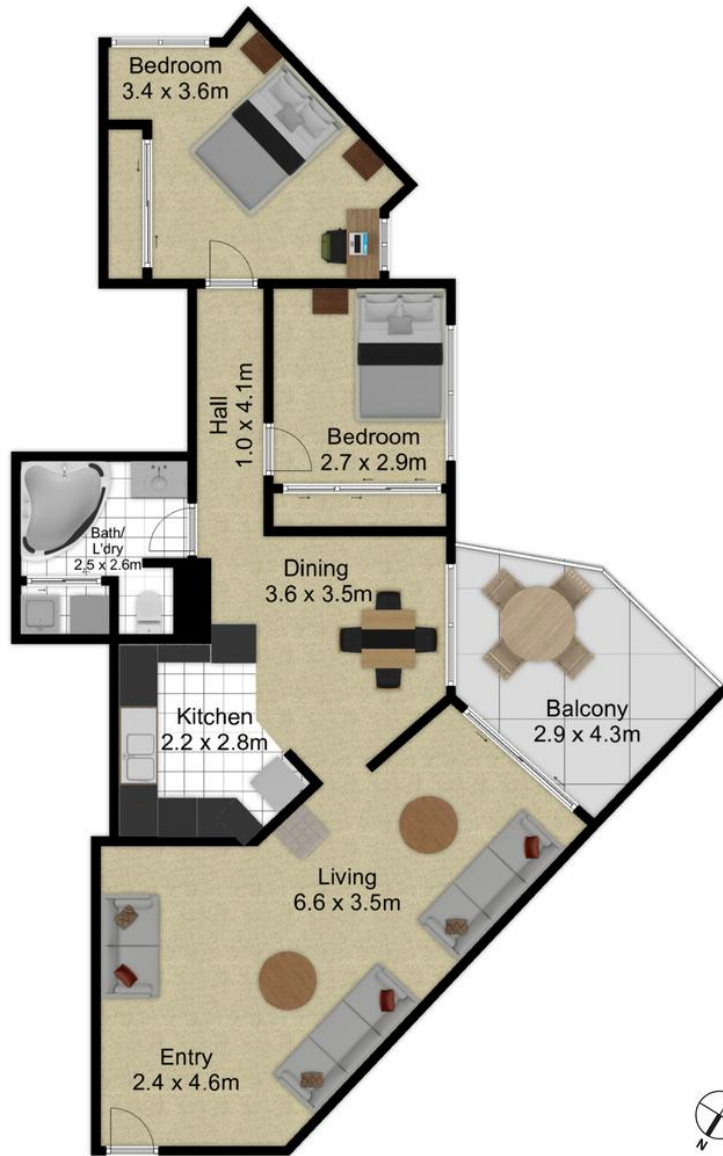 Bedroom
3.4 x 3.6m
Hall
1.0 x 4.1m
Bedroom
2.7 x 2.9m
Bath/
L'dry
2.5 x 2.6m
Dining
3.6 x 3.5m
Kitchen
2.2 x 2.8m
Balcony
2.9 x 4.3m
Living
6.6 x 3.5m
Entry
2.4 x 4.6m
N